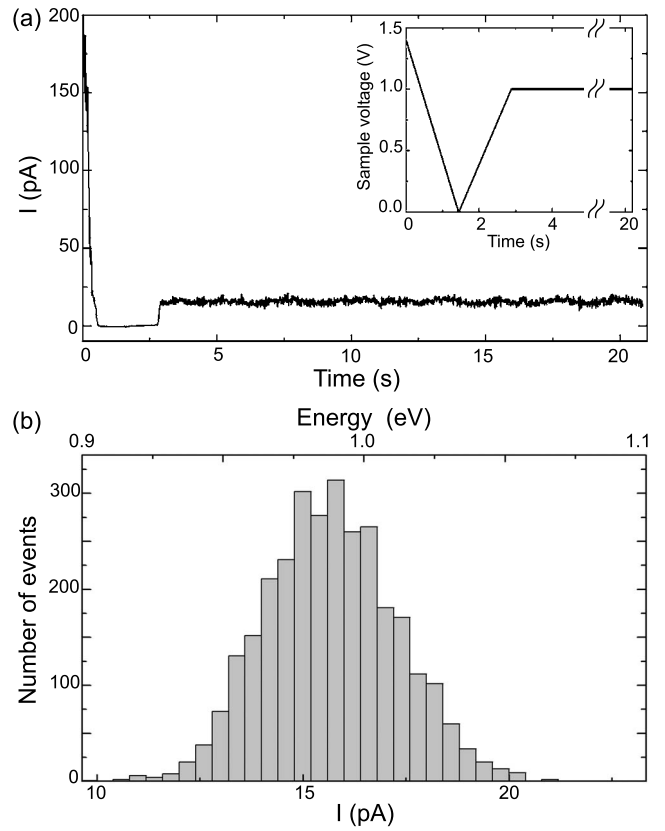 (a)
200
150
100
50
0
I (pA)
0 5 10 15 20
Time (s)
1.5
1.0
0.5
0.0
Sample voltage (V)
0 2 4 20
Time (s)
(b)
Energy (eV)
0.9 1.0 1.1
300
200
100
0
Number of events
10 15 20
I (pA)